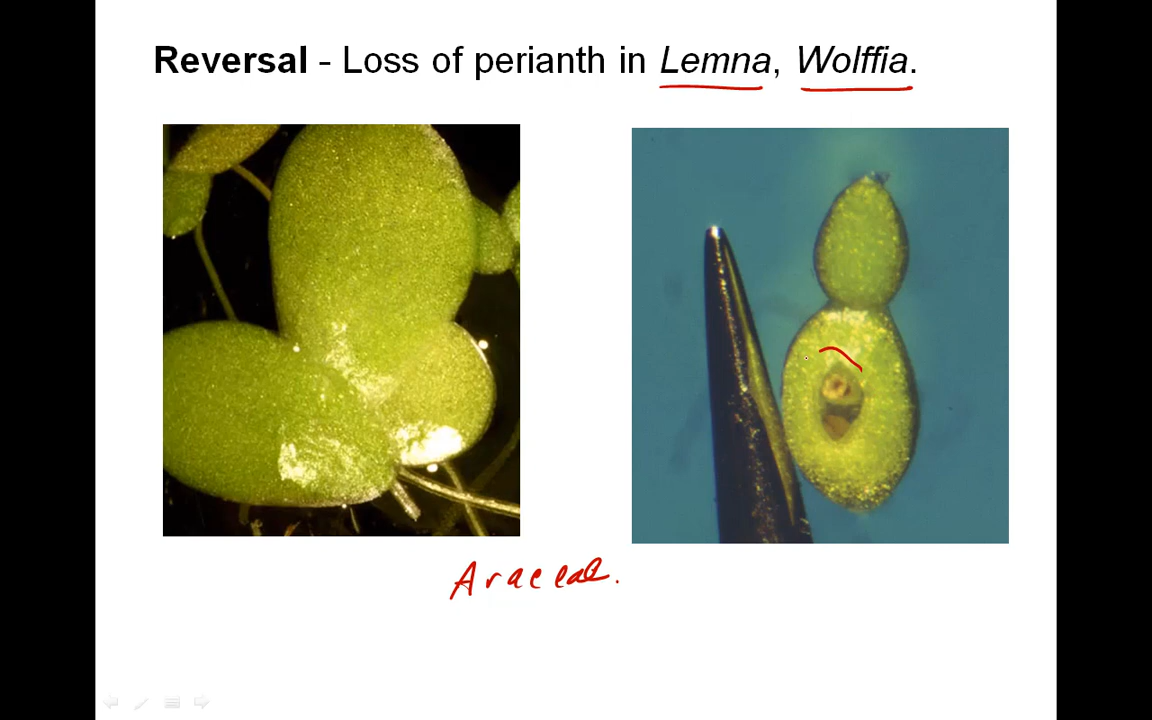 Reversal - Loss of perianth in Lemna, Wolffia.
Araceae.